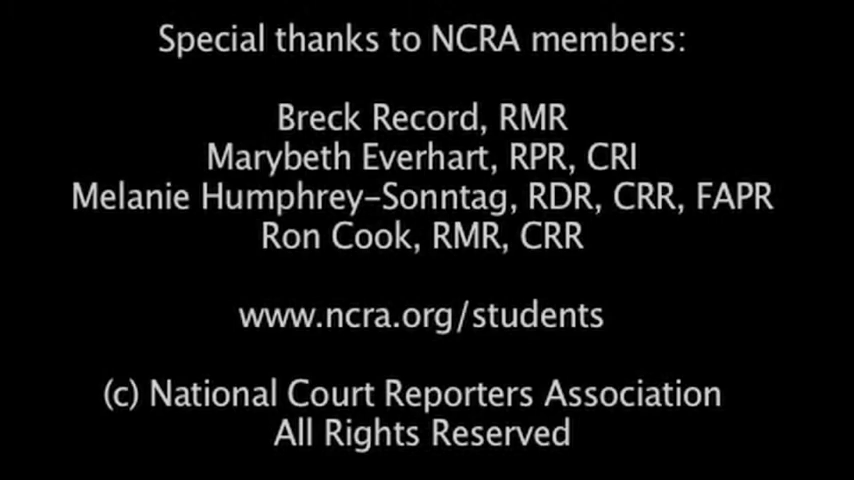 Special thanks to NCRA members:
Breck Record, RMR
Marybeth Everhart, RPR, CRI
Melanie Humphrey-Sonntag, RDR, CRR, FAPR
Ron Cook, RMR, CRR
www.ncra.org/students
(c) National Court Reporters Association
All Rights Reserved